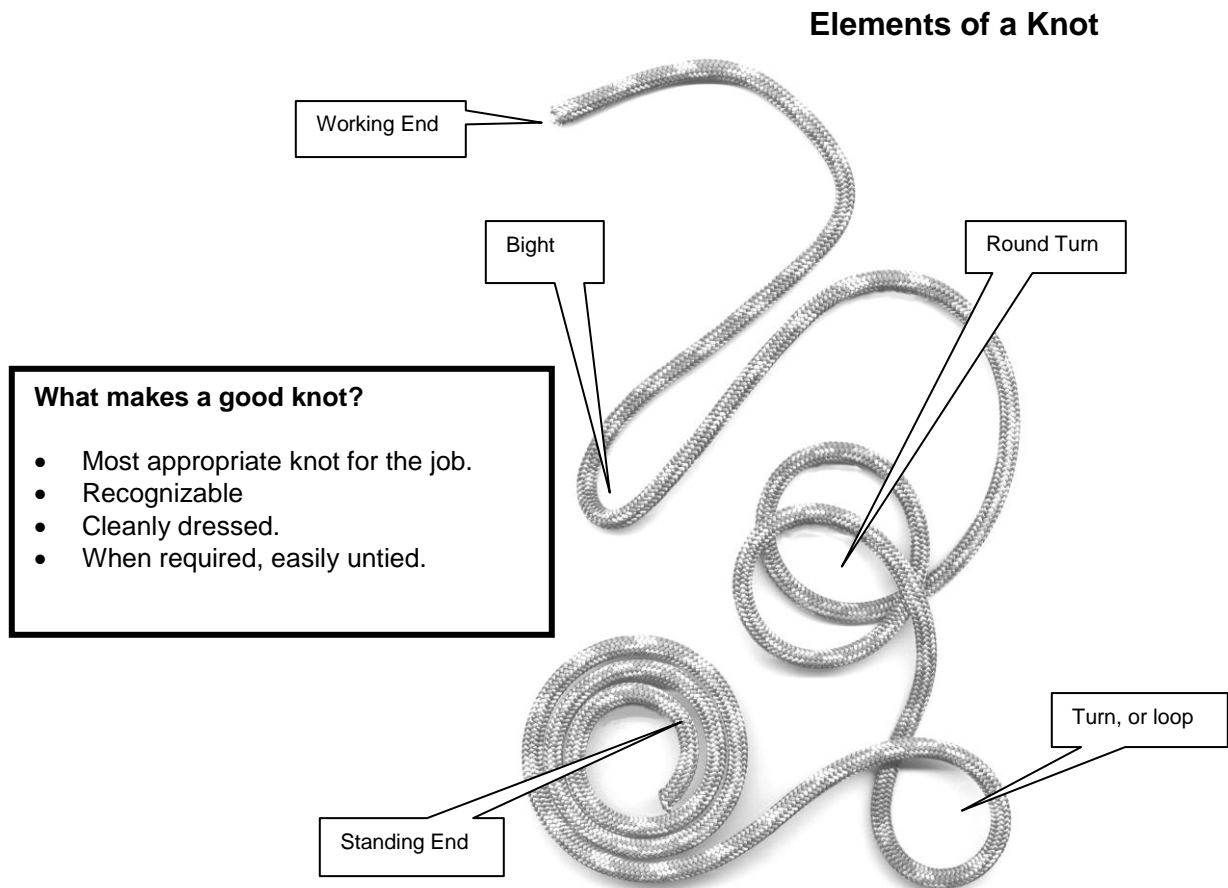 Elements of a Knot
Working End
Bight
Round Turn
What makes a good knot?
• Most appropriate knot for the job.
• Recognizable
• Cleanly dressed.
• When required, easily untied.
Turn, or loop
Standing End